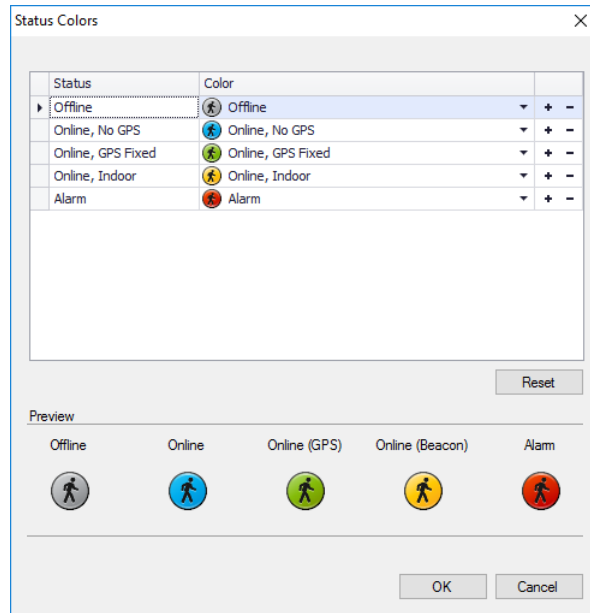 Status Colors
Status Color
Offline Offline
Online, No GPS Online, No GPS
Online, GPS Fixed Online, GPS Fixed
Online, Indoor Online, Indoor
Alarm Alarm
Reset
Preview
Offline Online Online (GPS) Online (Beacon) Alarm
OK Cancel